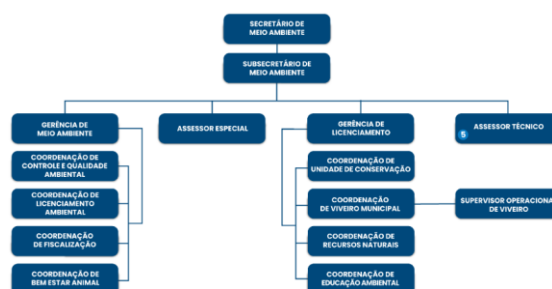 SECRETÁRIO DE
MEIO AMBIENTE
SUBSECRETÁRIO DE
MEIO AMBIENTE
GERÊNCIA DE
MEIO AMBIENTE
ASSESSOR ESPECIAL
GERÊNCIA DE
LICENCIAMENTO
5 ASSESSOR TÉCNICO
COORDENAÇÃO DE
CONTROLE E QUALIDADE
AMBIENTAL
COORDENAÇÃO DE
LICENCIAMENTO
AMBIENTAL
COORDENAÇÃO
DE FISCALIZAÇÃO
COORDENAÇÃO DE
BEM ESTAR ANIMAL
COORDENAÇÃO DE
UNIDADE DE CONSERVAÇÃO
COORDENAÇÃO
DE VIVEIRO MUNICIPAL
SUPERVISOR OPERACIONAL
DE VIVEIRO
COORDENAÇÃO DE
RECURSOS NATURAIS
COORDENAÇÃO DE
EDUCAÇÃO AMBIENTAL